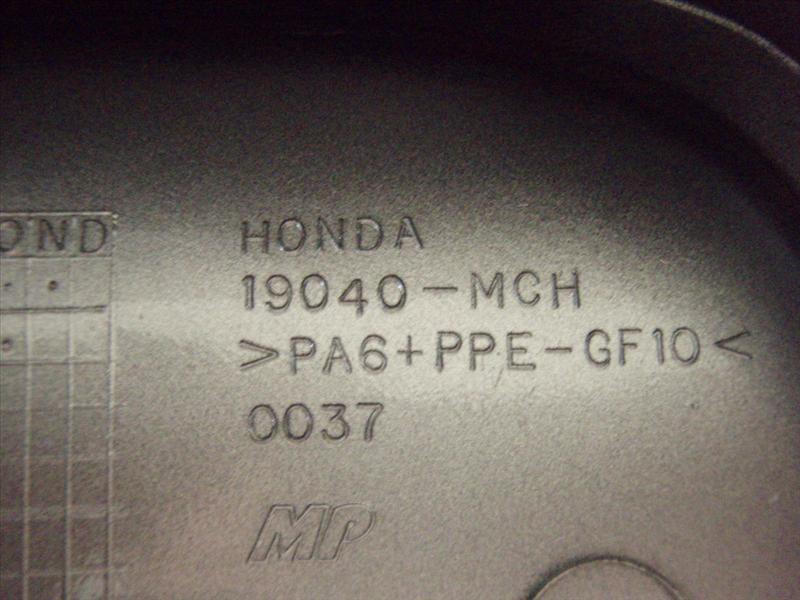 OND
HONDA
19040-MCH
>PA6+PPE-GF10<
0037
MP